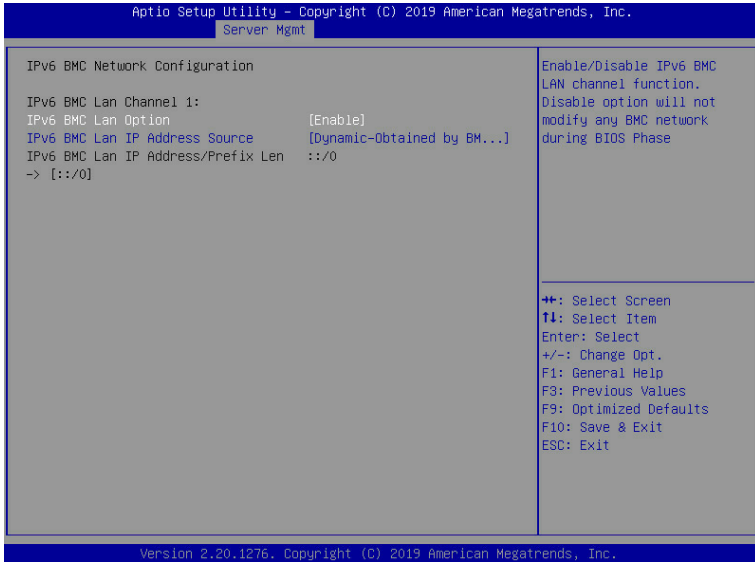 Aptio Setup Utility – Copyright (C) 2019 American Megatrends, Inc.
Server Mgmt
IPv6 BMC Network Configuration
IPv6 BMC Lan Channel 1:
IPv6 BMC Lan Option [Enable]
IPv6 BMC Lan IP Address Source [Dynamic-Obtained by BM...]
IPv6 BMC Lan IP Address/Prefix Len ::/0
-> [::/0]
Enable/Disable IPv6 BMC
LAN channel function.
Disable option will not
modify any BMC network
during BIOS Phase
→←: Select Screen
↑↓: Select Item
Enter: Select
+/-: Change Opt.
F1: General Help
F3: Previous Values
F9: Optimized Defaults
F10: Save & Exit
ESC: Exit
Version 2.20.1276. Copyright (C) 2019 American Megatrends, Inc.